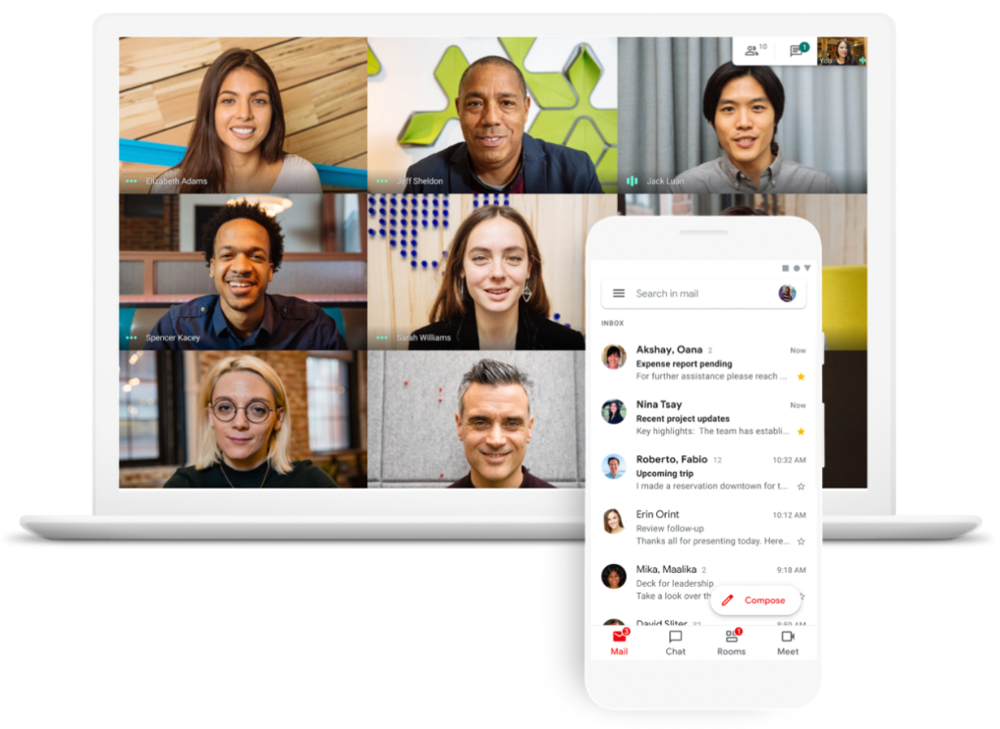 10
1
YOU
Elizabeth Adams
Jeff Sheldon
Jack Luan
Spencer Kacey
Sarah Williams
Search in mail
INBOX
Akshay, Oana 2 Now
Expense report pending
For further assistance please reach ...
Nina Tsay Now
Recent project updates
Key highlights: The team has establi...
Roberto, Fabio 12 10:32 AM
Upcoming trip
I made a reservation downtown for t...
Erin Orint 10:12 AM
Review follow-up
Thanks all for presenting today. Here...
Mika, Maalika 2 9:18 AM
Deck for leadership
Take a look over th
Compose
David Sliter 8:59 AM
3 1
Mail Chat Rooms Meet